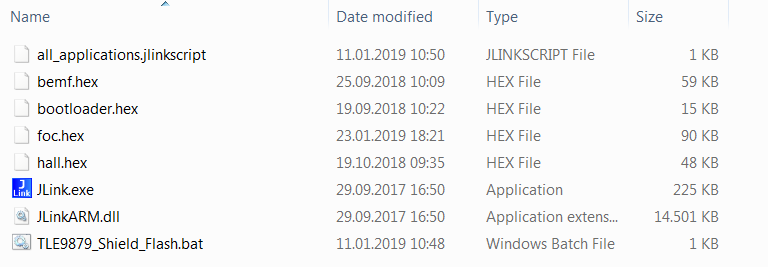 Name Date modified Type Size
all_applications.jlinkscript 11.01.2019 10:50 JLINKSCRIPT File 1 KB
bemf.hex 25.09.2018 10:09 HEX File 59 KB
bootloader.hex 19.09.2018 10:22 HEX File 15 KB
foc.hex 23.01.2019 18:21 HEX File 90 KB
hall.hex 19.10.2018 09:35 HEX File 48 KB
J Link JLink.exe 29.09.2017 16:50 Application 225 KB
JLinkARM.dll 29.09.2017 16:50 Application extens... 14.501 KB
TLE9879_Shield_Flash.bat 11.01.2019 10:48 Windows Batch File 1 KB